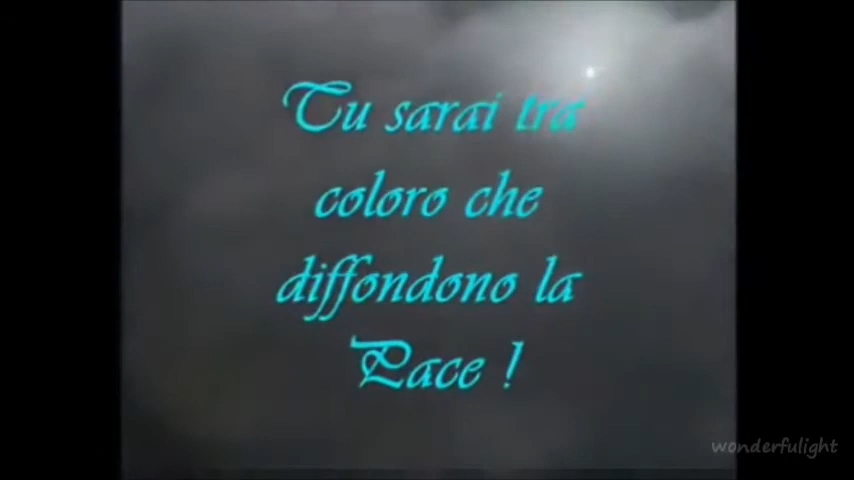 Tu sarai tra
coloro che
diffondono la
Pace !
wonderfulight